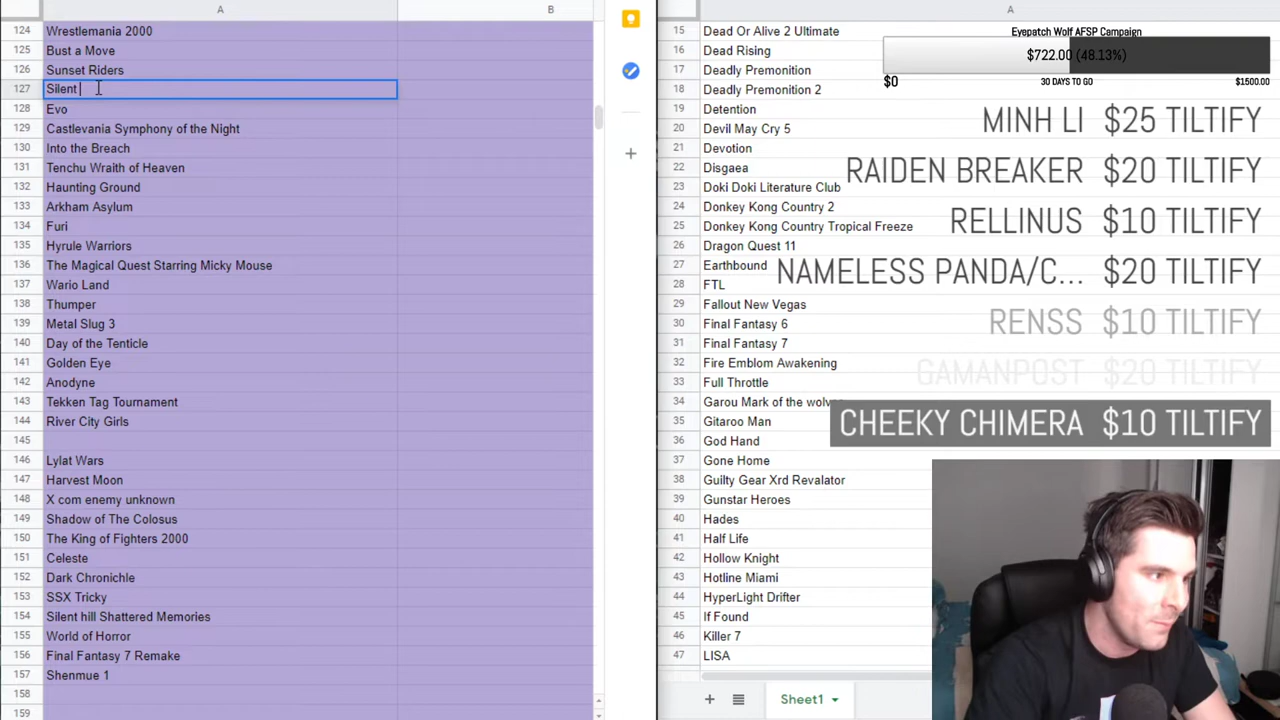 A
B
124 Wrestlemania 2000
125 Bust a Move
126 Sunset Riders
127 Silent
128 Evo
129 Castlevania Symphony of the Night
130 Into the Breach
131 Tenchu Wraith of Heaven
132 Haunting Ground
133 Arkham Asylum
134 Furi
135 Hyrule Warriors
136 The Magical Quest Starring Micky Mouse
137 Wario Land
138 Thumper
139 Metal Slug 3
140 Day of the Tenticle
141 Golden Eye
142 Anodyne
143 Tekken Tag Tournament
144 River City Girls
145
146 Lylat Wars
147 Harvest Moon
148 X com enemy unknown
149 Shadow of The Colosus
150 The King of Fighters 2000
151 Celeste
152 Dark Chronichle
153 SSX Tricky
154 Silent hill Shattered Memories
155 World of Horror
156 Final Fantasy 7 Remake
157 Shenmue 1
158
159
A
15 Dead Or Alive 2 Ultimate
16 Dead Rising
17 Deadly Premonition
18 Deadly Premonition 2
19 Detention
20 Devil May Cry 5
21 Devotion
22 Disgaea
23 Doki Doki Literature Club
24 Donkey Kong Country 2
25 Donkey Kong Country Tropical Freeze
26 Dragon Quest 11
27 Earthbound
28 FTL
29 Fallout New Vegas
30 Final Fantasy 6
31 Final Fantasy 7
32 Fire Emblom Awakening
33 Full Throttle
34 Garou Mark of the wolves
35 Gitaroo Man
36 God Hand
37 Gone Home
38 Guilty Gear Xrd Revalator
39 Gunstar Heroes
40 Hades
41 Half Life
42 Hollow Knight
43 Hotline Miami
44 HyperLight Drifter
45 If Found
46 Killer 7
47 LISA
Sheet1
Eyepatch Wolf AFSP Campaign
$722.00 (48.13%)
$0 30 DAYS TO GO $1500.00
MINH LI $25 TILTIFY
RAIDEN BREAKER $20 TILTIFY
RELLINUS $10 TILTIFY
NAMELESS PANDA/C... $20 TILTIFY
RENSS $10 TILTIFY
GAMANPOST $20 TILTIFY
CHEEKY CHIMERA $10 TILTIFY